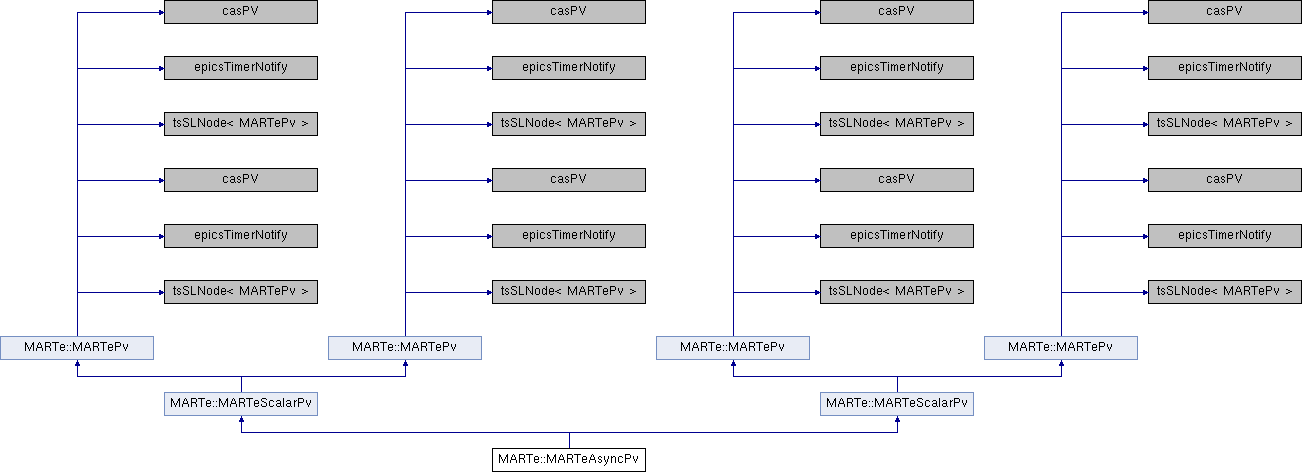 casPV casPV casPV casPV
epicsTimerNotify epicsTimerNotify epicsTimerNotify epicsTimerNotify
tsSLNode< MARTePv > tsSLNode< MARTePv > tsSLNode< MARTePv > tsSLNode< MARTePv >
casPV casPV casPV casPV
epicsTimerNotify epicsTimerNotify epicsTimerNotify epicsTimerNotify
tsSLNode< MARTePv > tsSLNode< MARTePv > tsSLNode< MARTePv > tsSLNode< MARTePv >
MARTe::MARTePv MARTe::MARTePv MARTe::MARTePv MARTe::MARTePv
MARTe::MARTeScalarPv MARTe::MARTeScalarPv
MARTe::MARTeAsyncPv